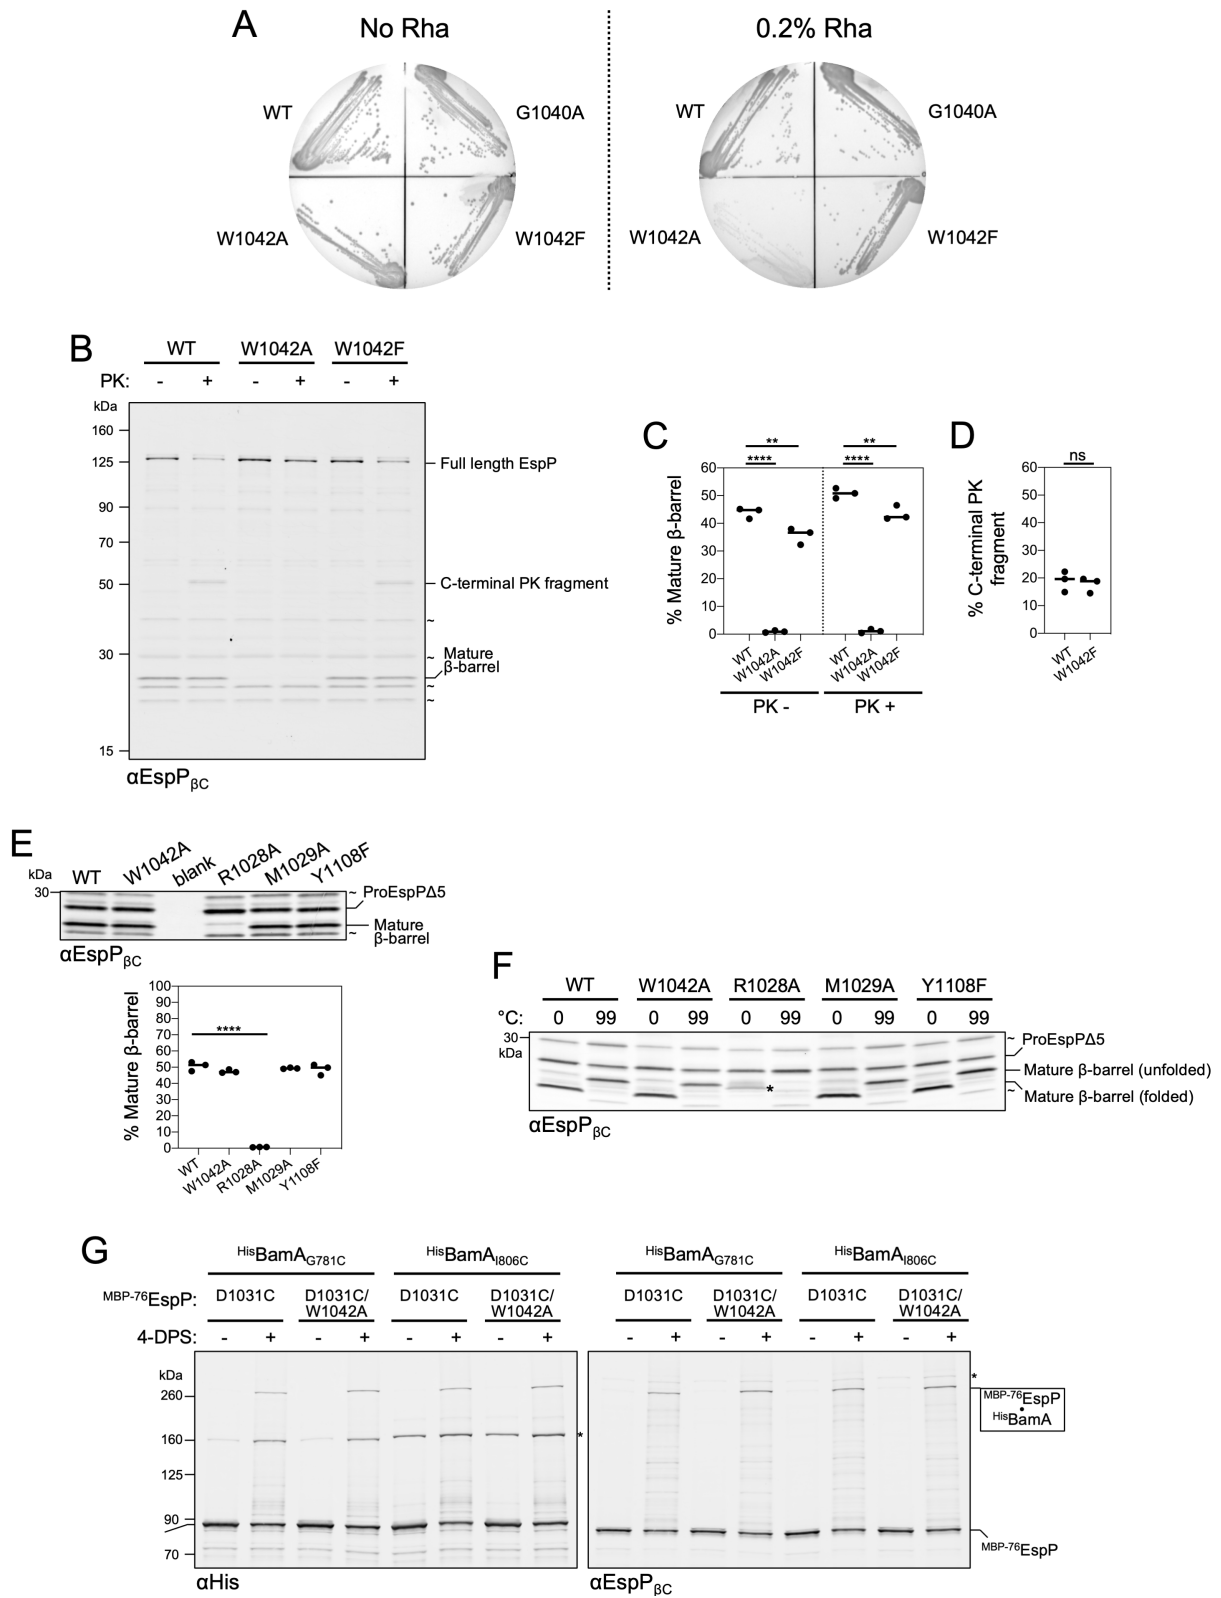 A
No Rha
0.2% Rha
WT
G1040A
W1042A
W1042F
WT
G1040A
W1042A
W1042F
B
WT W1042A W1042F
PK: - + - + - +
kDa
160
125
90
70
50
30
15
Full length EspP
C-terminal PK fragment
~
Mature
β-barrel
~
~
~
αEspPβC
C
% Mature β-barrel
** **
**** ****
60
50
40
30
20
10
0
WT W1042A W1042F WT W1042A W1042F
PK - PK +
D
% C-terminal PK
fragment
ns
60
50
40
30
20
10
0
WT W1042F
E
kDa WT W1042A blank R1028A M1029A Y1108F
30
~ ProEspPΔ5
Mature
~ β-barrel
αEspPβC
% Mature β-barrel
****
100
90
80
70
60
50
40
30
20
10
0
WT W1042A R1028A M1029A Y1108F
F
WT W1042A R1028A M1029A Y1108F
°C: 0 99 0 99 0 99 0 99 0 99
30
kDa
*
~ ProEspPΔ5
Mature β-barrel (unfolded)
~ Mature β-barrel (folded)
αEspPβC
G
HisBamAG781C HisBamAI806C HisBamAG781C HisBamAI806C
MBP-76EspP: D1031C D1031C/ D1031C D1031C/ D1031C D1031C/ D1031C D1031C/
W1042A W1042A W1042A W1042A
4-DPS: - + - + - + - + - + - + - + - +
kDa
260
160
125
90
70
*
*
MBP-76EspP
•
HisBamA
MBP-76EspP
αHis
αEspPβC